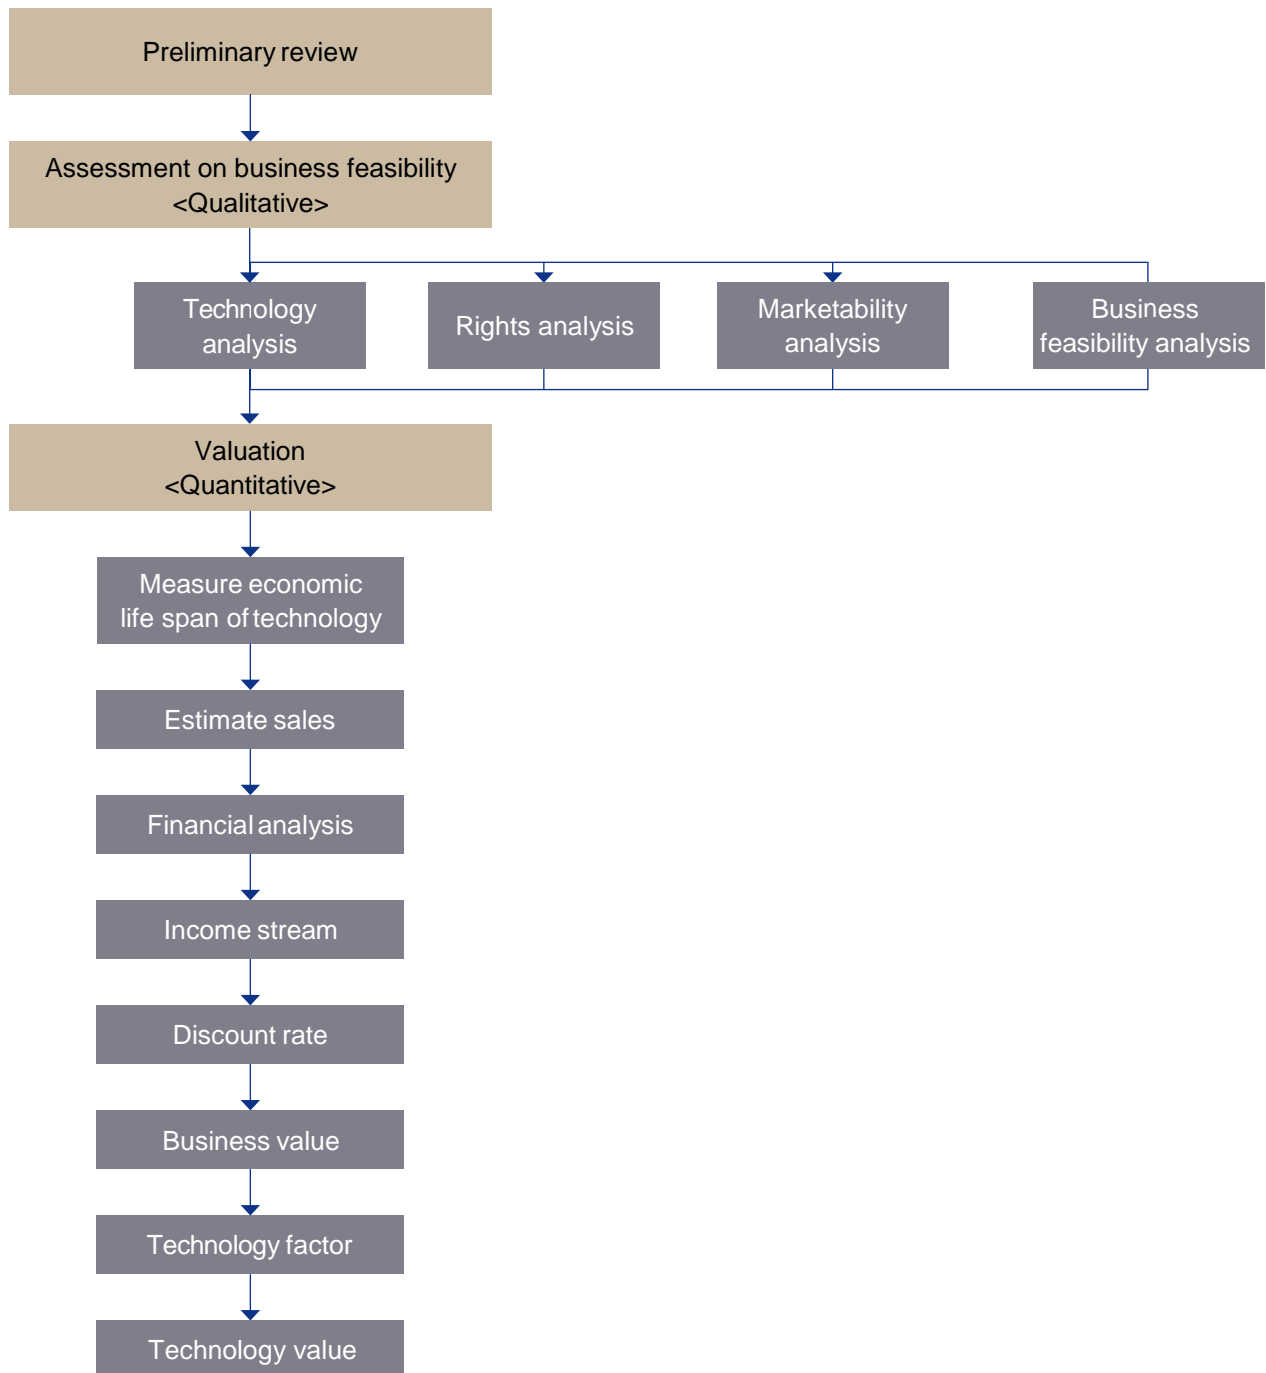 Preliminary review
Assessment on business feasibility
<Qualitative>
Technology
analysis
Rights analysis
Marketability
analysis
Business
feasibility analysis
Valuation
<Quantitative>
Measure economic
life span of technology
Estimate sales
Financial analysis
Income stream
Discount rate
Business value
Technology factor
Technology value